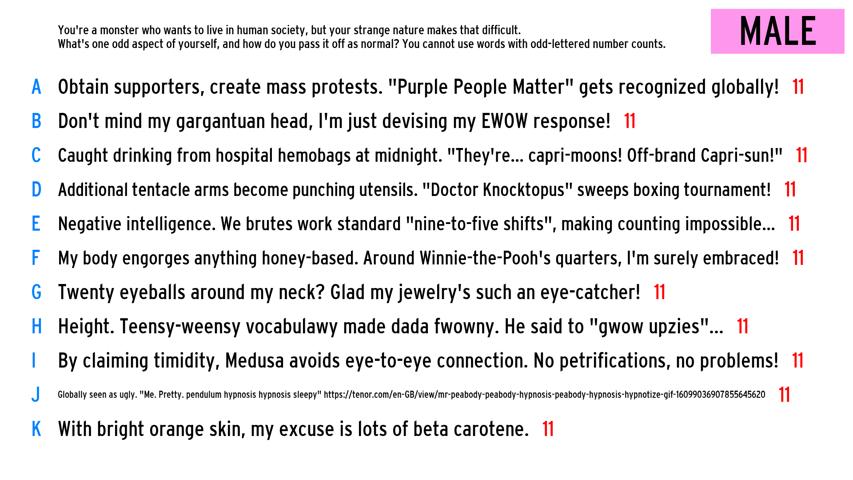 You're a monster who wants to live in human society, but your strange nature makes that difficult.
What's one odd aspect of yourself, and how do you pass it off as normal? You cannot use words with odd-lettered number counts.
MALE
A Obtain supporters, create mass protests. "Purple People Matter" gets recognized globally! 11
B Don't mind my gargantuan head, I'm just devising my EWOW response! 11
C Caught drinking from hospital hemobags at midnight. "They're... capri-moons! Off-brand Capri-sun!" 11
D Additional tentacle arms become punching utensils. "Doctor Knocktopus" sweeps boxing tournament! 11
E Negative intelligence. We brutes work standard "nine-to-five shifts", making counting impossible... 11
F My body engorges anything honey-based. Around Winnie-the-Pooh's quarters, I'm surely embraced! 11
G Twenty eyeballs around my neck? Glad my jewelry's such an eye-catcher! 11
H Height. Teensy-weensy vocabulawy made dada fwowny. He said to "gwow upzies"... 11
I By claiming timidity, Medusa avoids eye-to-eye connection. No petrifications, no problems! 11
J Globally seen as ugly. "Me. Pretty. pendulum hypnosis hypnosis sleepy" https://tenor.com/en-GB/view/mr-peabody-peabody-hypnosis-peabody-hypnosis-hypnotize-gif-16099036907855645620 11
K With bright orange skin, my excuse is lots of beta carotene. 11